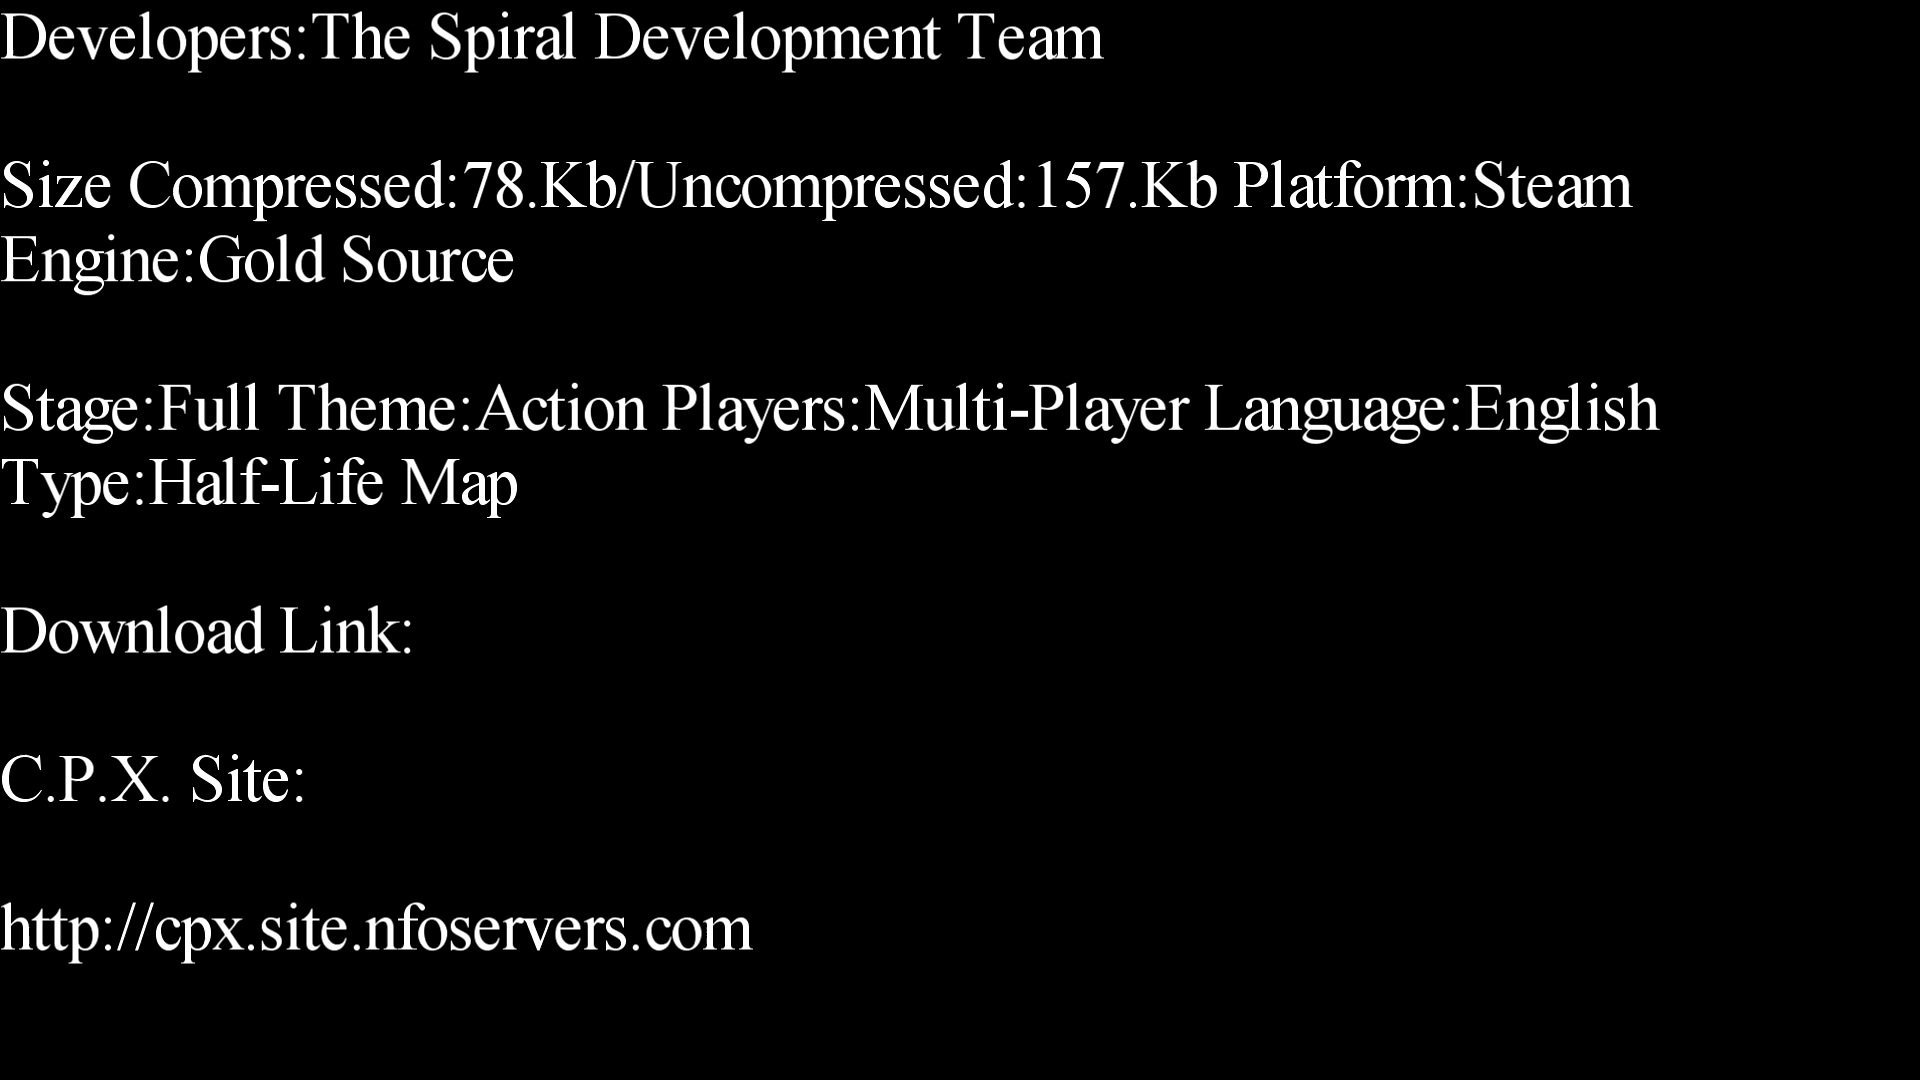 Developers:The Spiral Development Team
Size Compressed:78.Kb/Uncompressed:157.Kb Platform:Steam
Engine:Gold Source
Stage:Full Theme:Action Players:Multi-Player Language:English
Type:Half-Life Map
Download Link:
C.P.X. Site:
http://cpx.site.nfoservers.com